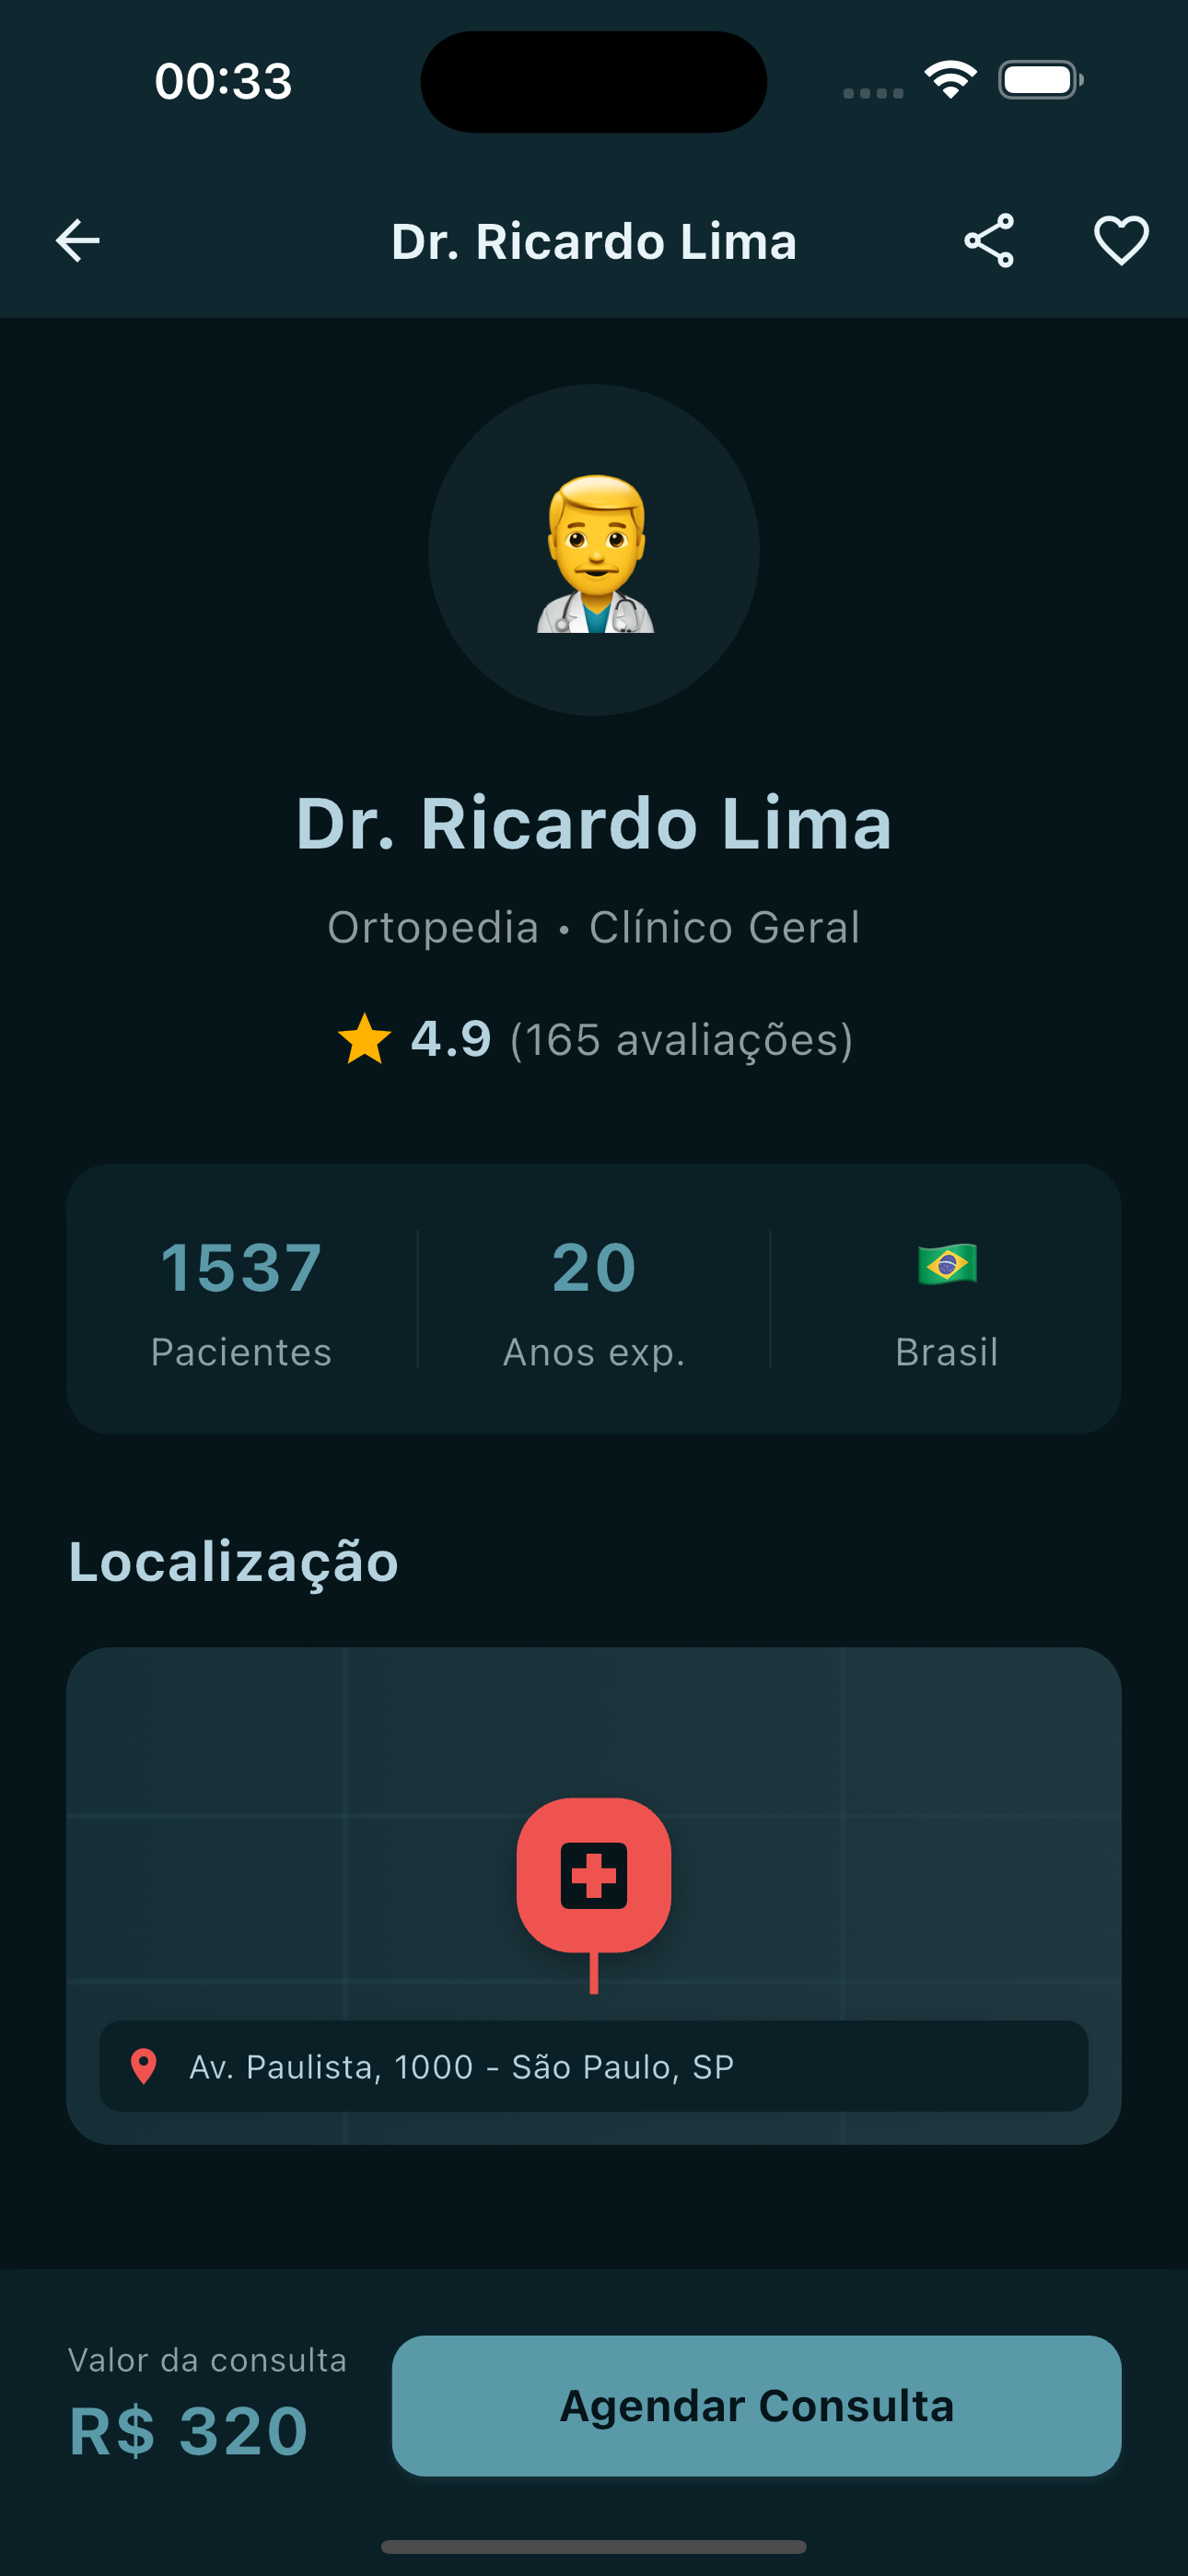 00:33
Dr. Ricardo Lima
Dr. Ricardo Lima
Ortopedia • Clínico Geral
4.9 (165 avaliações)
1537
Pacientes
20
Anos exp.
Brasil
Localização
Av. Paulista, 1000 - São Paulo, SP
Valor da consulta
R$ 320
Agendar Consulta